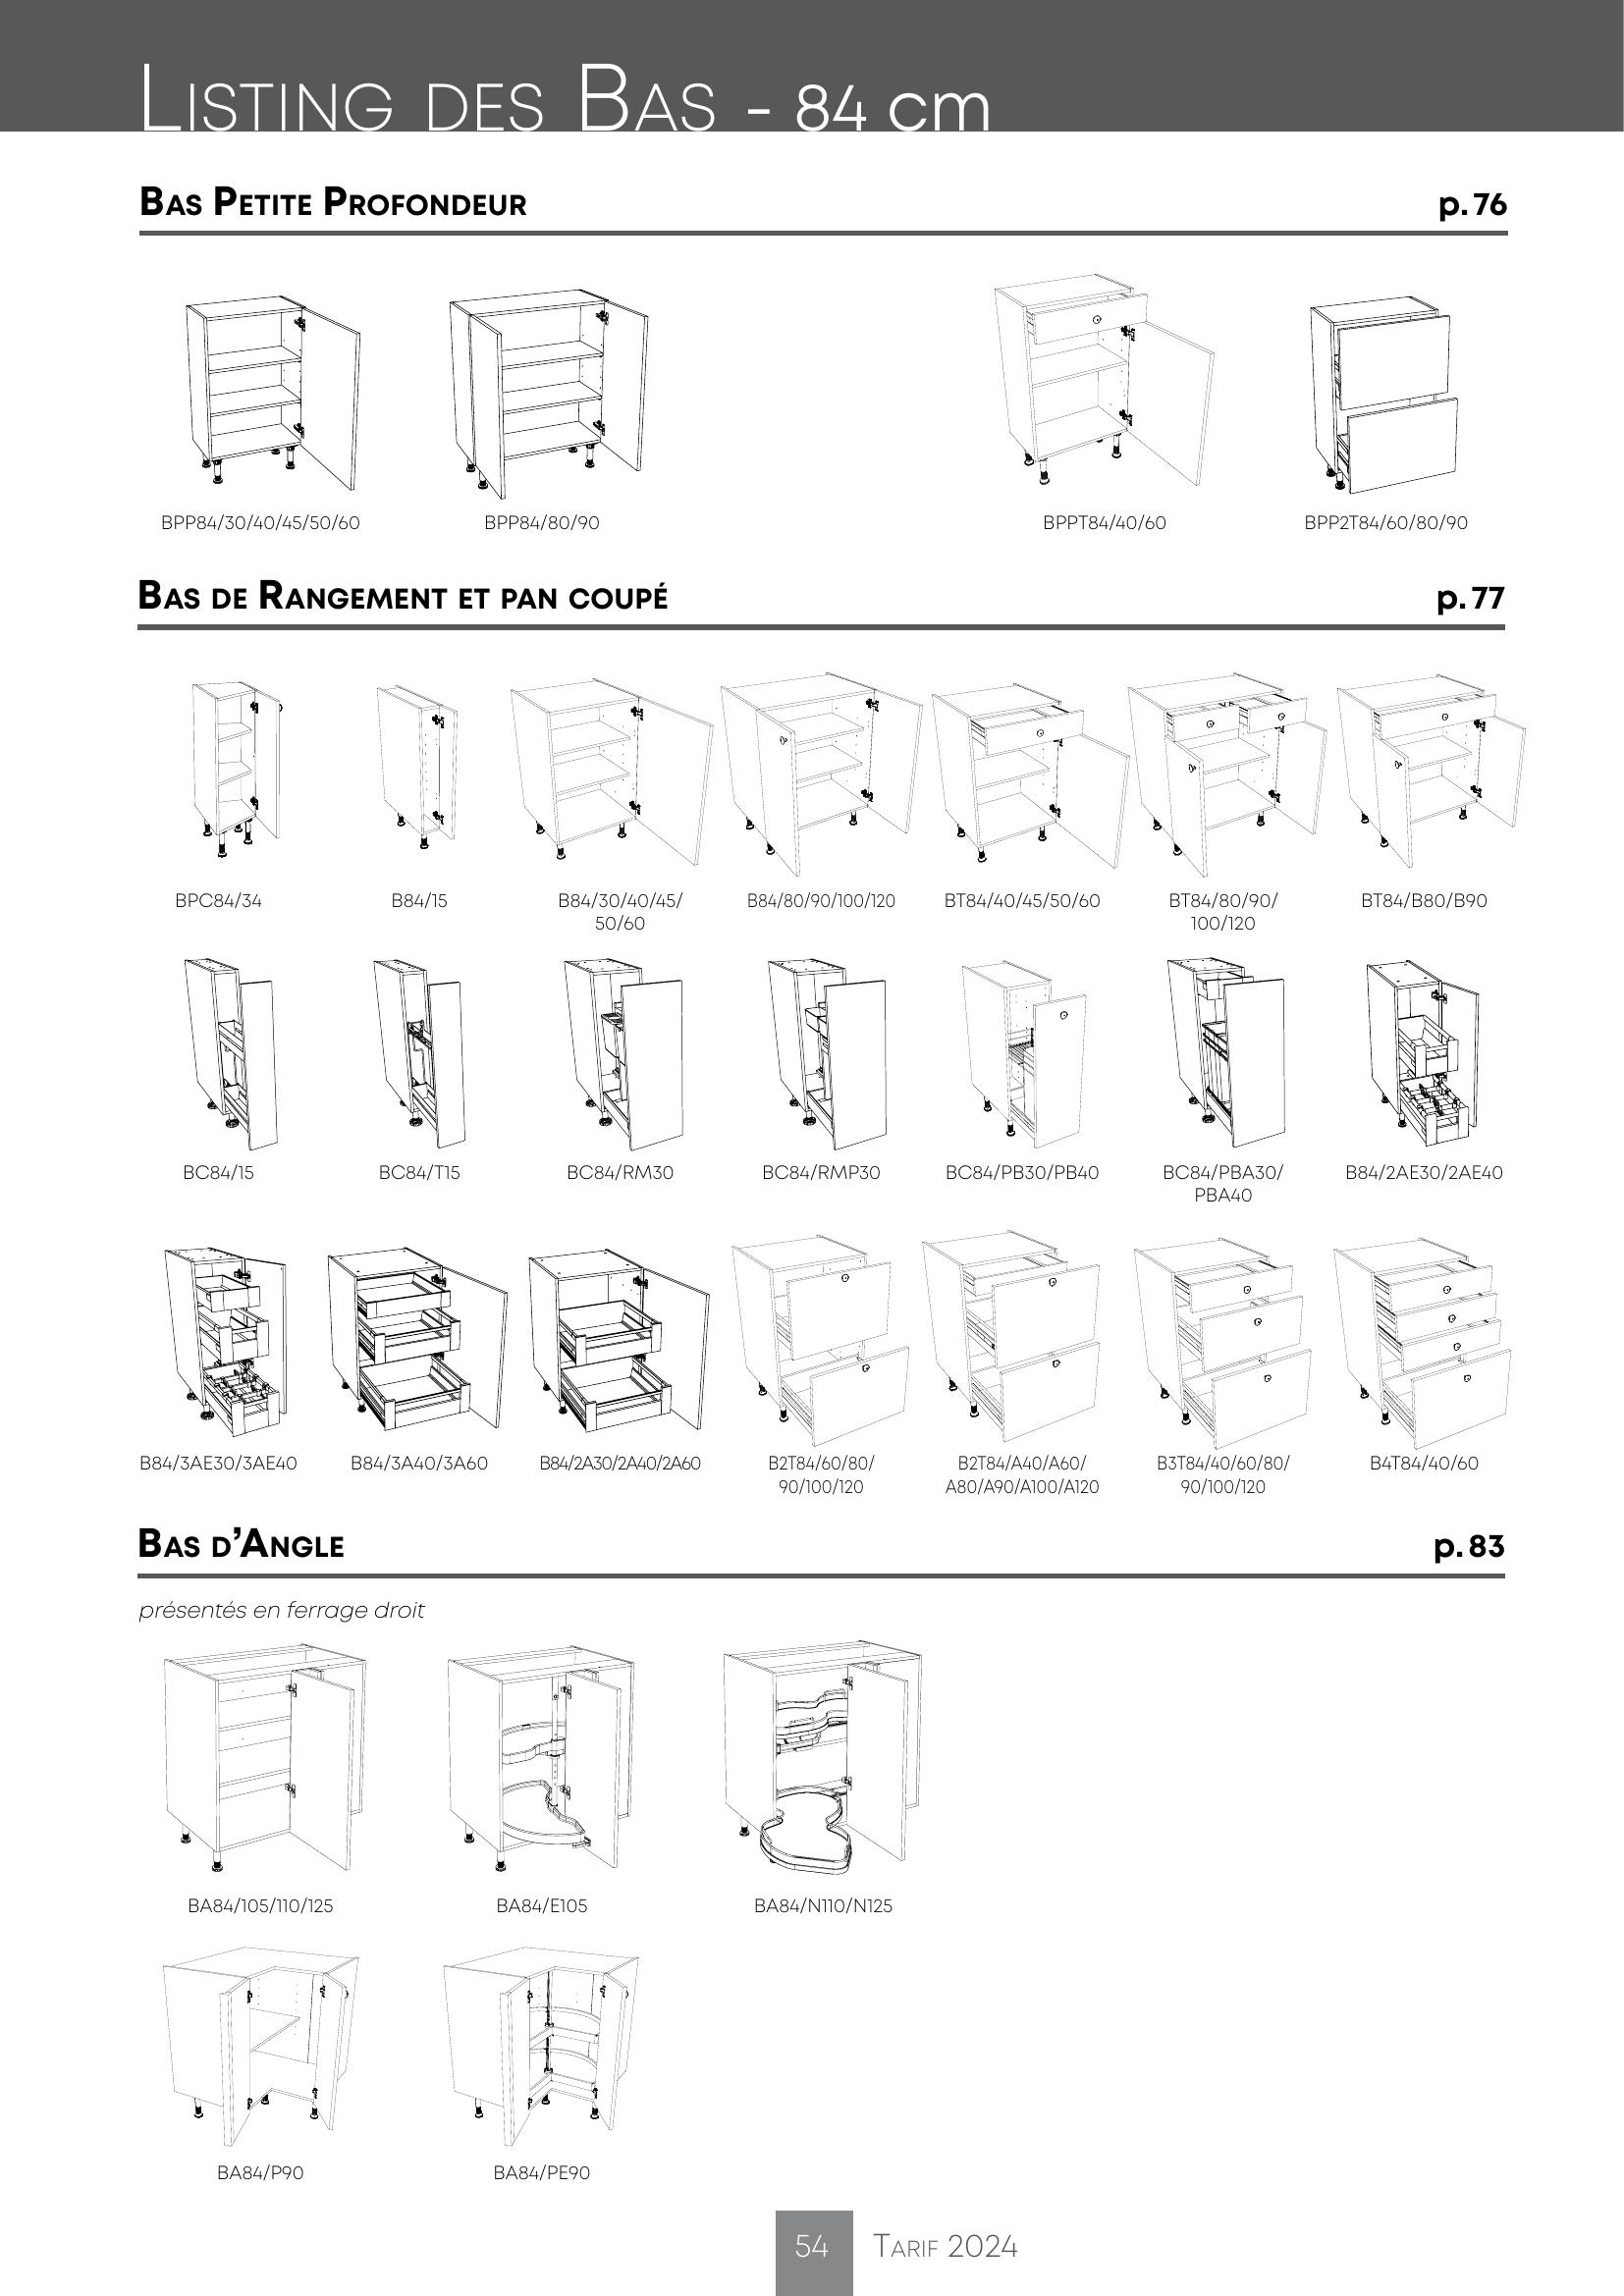 Listing des Bas - 84 cm
Bas Petite Profondeur p. 76
BPP84/30/40/45/50/60 BPP84/80/90 BPPT84/40/60 BPP2T84/60/80/90
Bas de Rangement et pan coupé p. 77
BPC84/34 B84/15 B84/30/40/45/ B84/80/90/100/120 BT84/40/45/50/60 BT84/80/90/ BT84/B80/B90
50/60 100/120
BC84/15 BC84/T15 BC84/RM30 BC84/RMP30 BC84/PB30/PB40 BC84/PBA30/ B84/2AE30/2AE40
PBA40
B84/3AE30/3AE40 B84/3A40/3A60 B84/2A30/2A40/2A60 B2T84/60/80/ B2T84/A40/A60/ B3T84/40/60/80/ B4T84/40/60
90/100/120 A80/A90/A100/A120 90/100/120
Bas d'Angle p. 83
présentés en ferrage droit
BA84/105/110/125 BA84/E105 BA84/N110/N125
BA84/P90 BA84/PE90
54 Tarif 2024